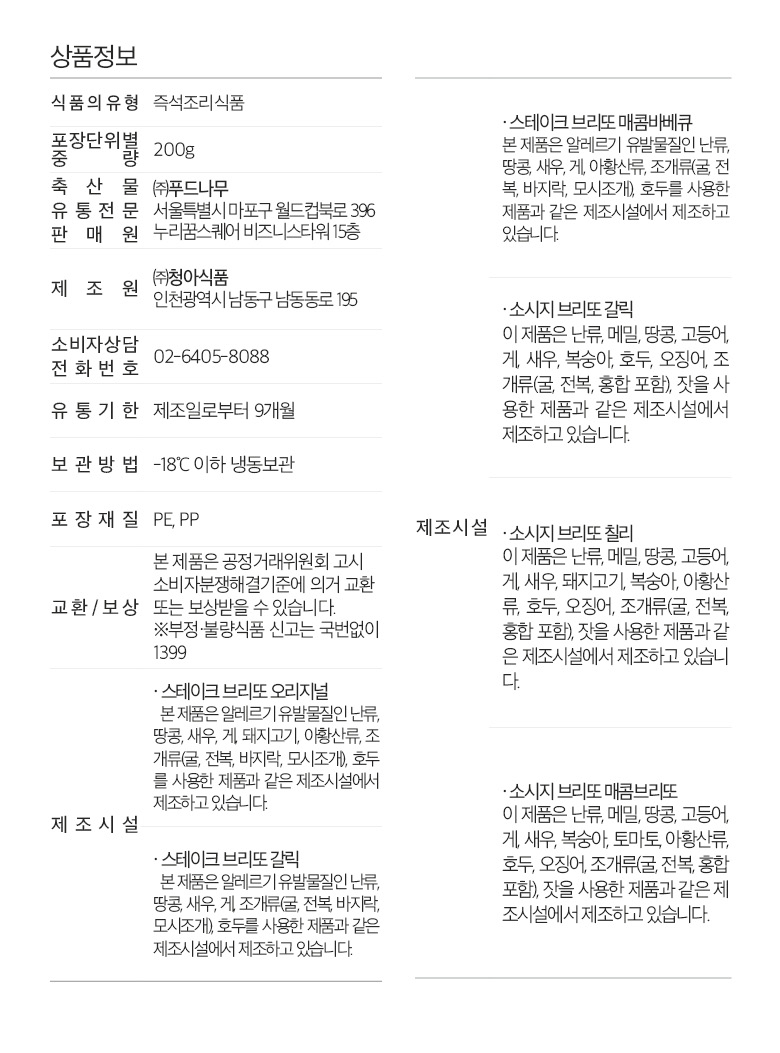 상품정보
식품의유형 즉석조리식품
포장단위별
중 량 200g
축 산 물
유통전문
판 매 원
㈜푸드나무
서울특별시 마포구 월드컵북로 396
누리꿈스퀘어 비즈니스타워 15층
제 조 원
㈜청아식품
인천광역시 남동구 남동동로 195
소비자상담
전화번호
02-6405-8088
유통기한 제조일로부터 9개월
보관방법 -18℃ 이하 냉동보관
포장재질 PE, PP
교환/보상
본 제품은 공정거래위원회 고시
소비자분쟁해결기준에 의거 교환
또는 보상받을 수 있습니다.
※부정·불량식품 신고는 국번없이
1399
제조시설
· 스테이크 브리또 오리지널
본 제품은 알레르기 유발물질인 난류,
땅콩, 새우, 게, 돼지고기, 아황산류, 조
개류(굴, 전복, 바지락, 모시조개), 호두
를 사용한 제품과 같은 제조시설에서
제조하고 있습니다.
· 스테이크 브리또 갈릭
본 제품은 알레르기 유발물질인 난류,
땅콩, 새우, 게, 조개류(굴, 전복, 바지락,
모시조개), 호두를 사용한 제품과 같은
제조시설에서 제조하고 있습니다.
제조시설
· 스테이크 브리또 매콤바베큐
본 제품은 알레르기 유발물질인 난류,
땅콩, 새우, 게, 아황산류, 조개류(굴, 전
복, 바지락, 모시조개), 호두를 사용한
제품과 같은 제조시설에서 제조하고
있습니다.
· 소시지 브리또 갈릭
이 제품은 난류, 메밀, 땅콩, 고등어,
게, 새우, 복숭아, 호두, 오징어, 조
개류(굴, 전복, 홍합 포함), 잣을 사
용한 제품과 같은 제조시설에서
제조하고 있습니다.
· 소시지 브리또 칠리
이 제품은 난류, 메밀, 땅콩, 고등어,
게, 새우, 돼지고기, 복숭아, 아황산
류, 호두, 오징어, 조개류(굴, 전복,
홍합 포함), 잣을 사용한 제품과 같
은 제조시설에서 제조하고 있습니
다.
· 소시지 브리또 매콤브리또
이 제품은 난류, 메밀, 땅콩, 고등어,
게, 새우, 복숭아, 토마토, 아황산류,
호두, 오징어, 조개류(굴, 전복, 홍합
포함), 잣을 사용한 제품과 같은 제
조시설에서 제조하고 있습니다.